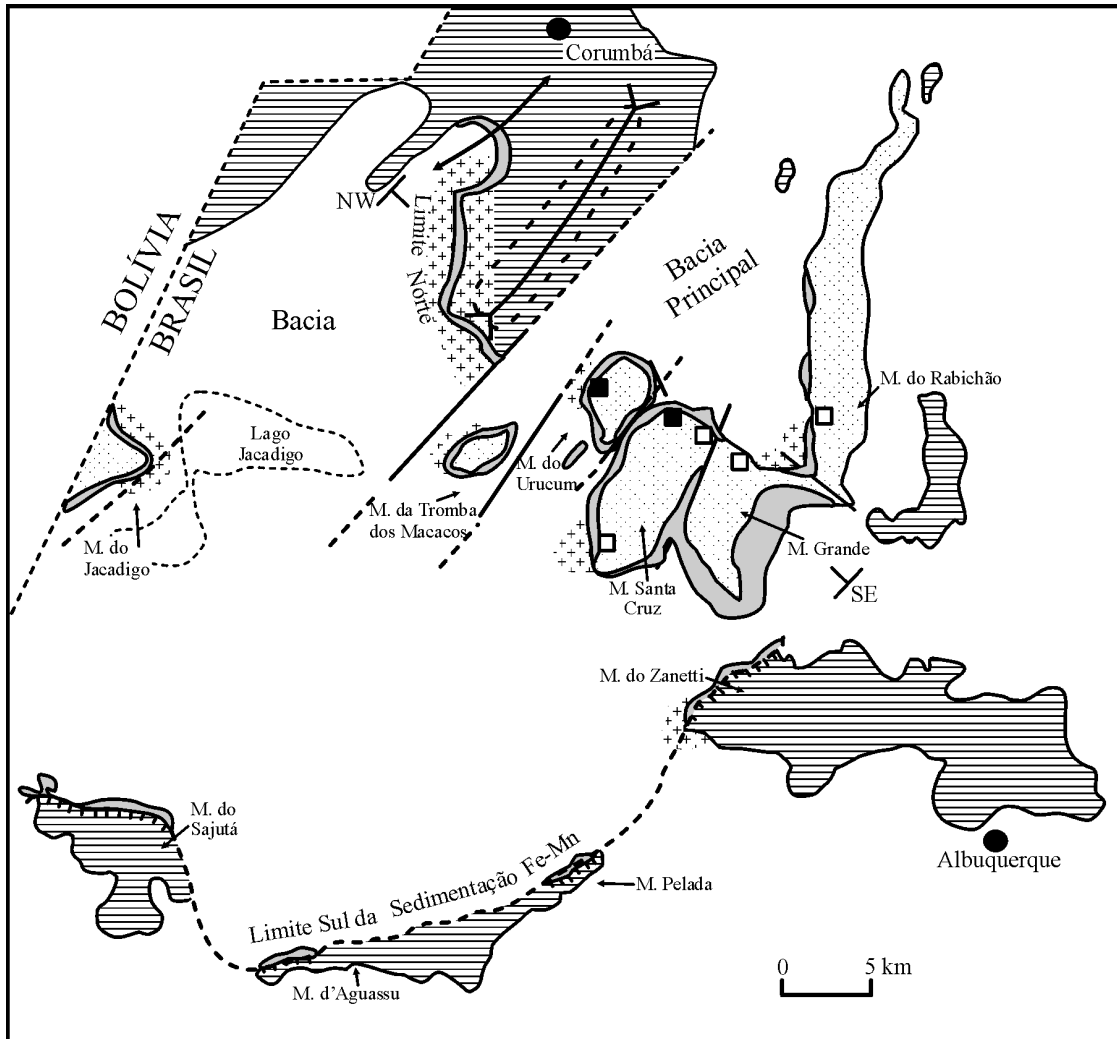 Corumbá
NW
Limite
Norte
BOLÍVIA
BRASIL
Bacia
Bacia
Principal
M. do Rabichão
Lago
Jacadigo
M. do
Urucum
M. da Tromba
dos Macacos
M. do
Jacadigo
M. Grande
M. Santa
Cruz
SE
M. do Zanetti
M. do
Sajutá
Albuquerque
M. Pelada
Limite Sul da Sedimentação Fe-Mn
M. d'Aguassu
0 5 km